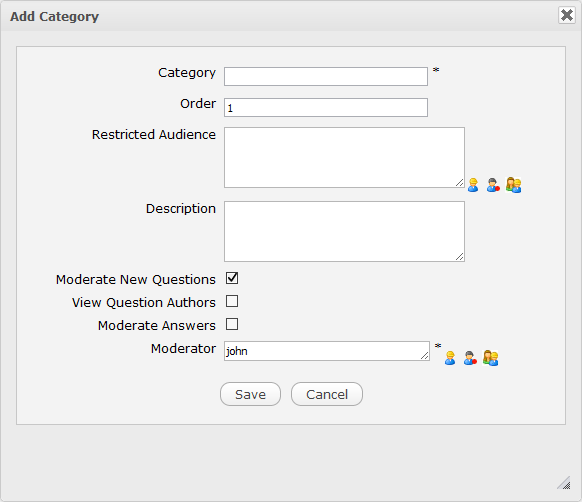 Add Category
Category *
Order 1
Restricted Audience
Description
Moderate New Questions
View Question Authors
Moderate Answers
Moderator john *
Save Cancel